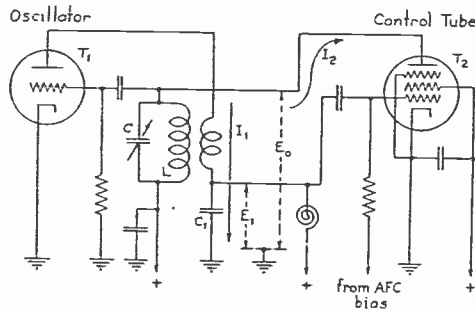 Oscillator
Control Tube
T1
I2
T2
C
L
I1
E0
C1
E1
+
+
+
+
from AFC
bias